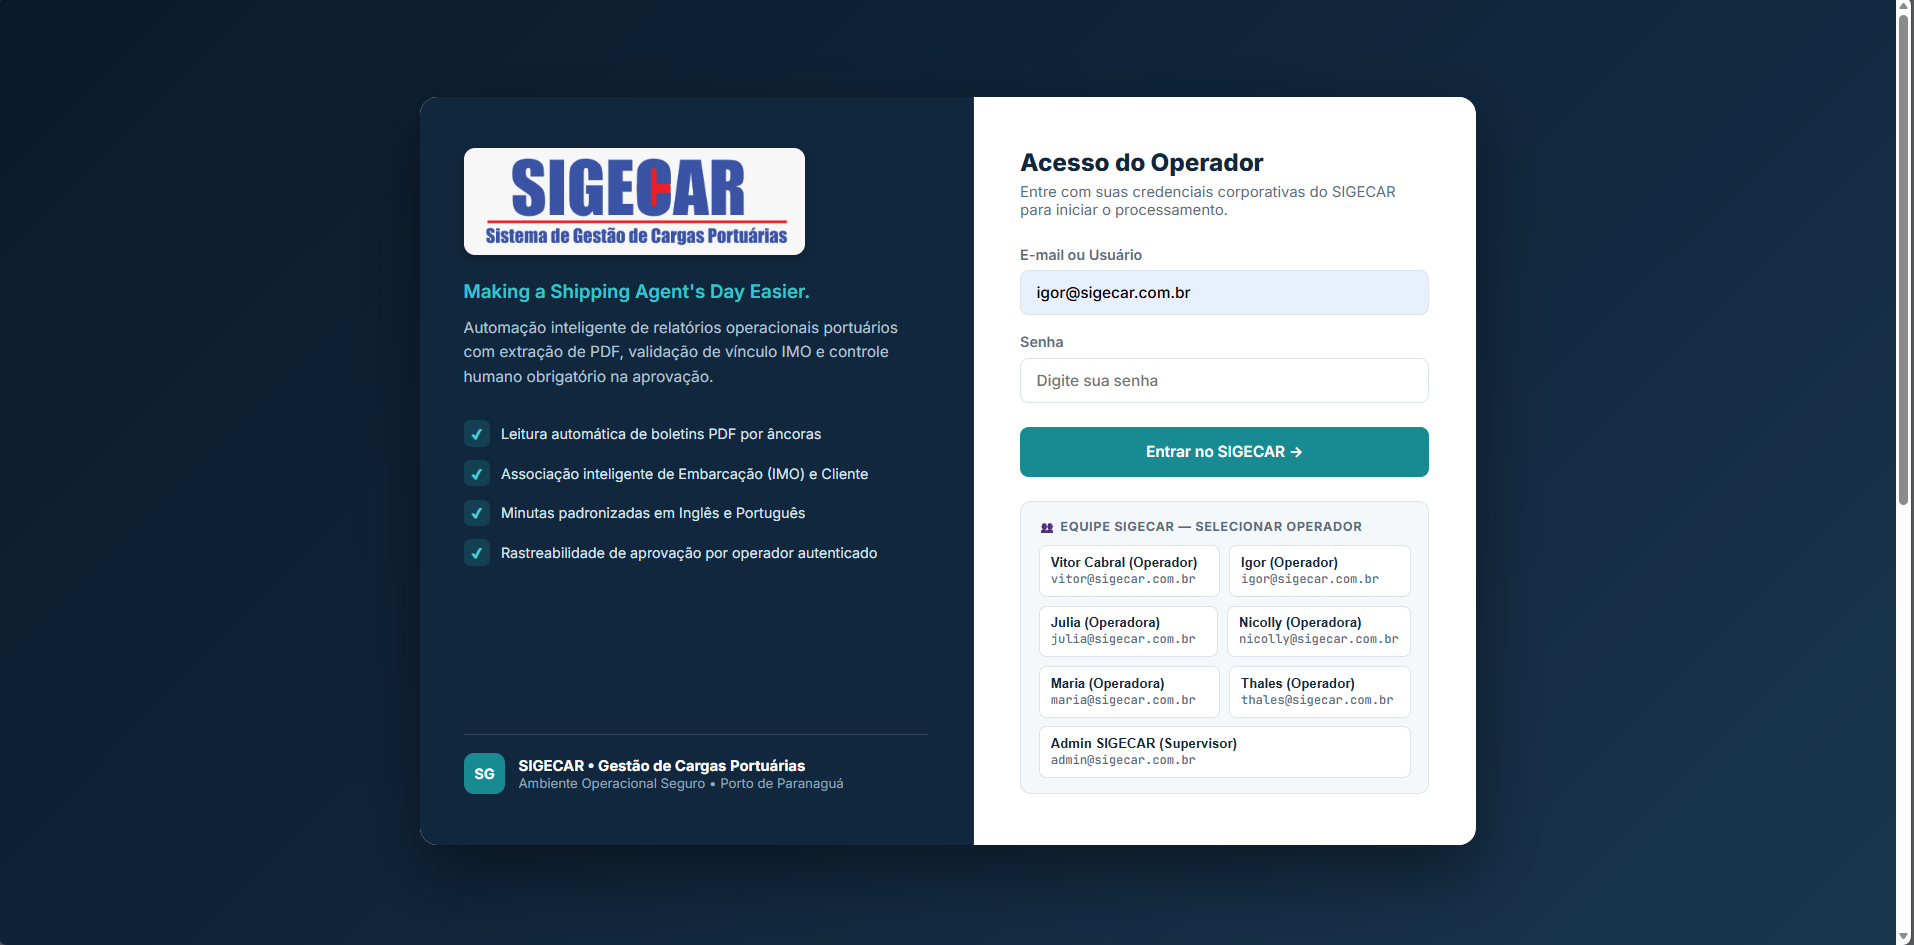 SIGECAR
Sistema de Gestão de Cargas Portuárias
Making a Shipping Agent's Day Easier.
Automação inteligente de relatórios operacionais portuários
com extração de PDF, validação de vínculo IMO e controle
humano obrigatório na aprovação.
Leitura automática de boletins PDF por âncoras
Associação inteligente de Embarcação (IMO) e Cliente
Minutas padronizadas em Inglês e Português
Rastreabilidade de aprovação por operador autenticado
SG
SIGECAR • Gestão de Cargas Portuárias
Ambiente Operacional Seguro • Porto de Paranaguá
Acesso do Operador
Entre com suas credenciais corporativas do SIGECAR
para iniciar o processamento.
E-mail ou Usuário
igor@sigecar.com.br
Senha
Digite sua senha
Entrar no SIGECAR →
EQUIPE SIGECAR — SELECIONAR OPERADOR
Vitor Cabral (Operador)
vitor@sigecar.com.br
Igor (Operador)
igor@sigecar.com.br
Julia (Operadora)
julia@sigecar.com.br
Nicolly (Operadora)
nicolly@sigecar.com.br
Maria (Operadora)
maria@sigecar.com.br
Thales (Operador)
thales@sigecar.com.br
Admin SIGECAR (Supervisor)
admin@sigecar.com.br